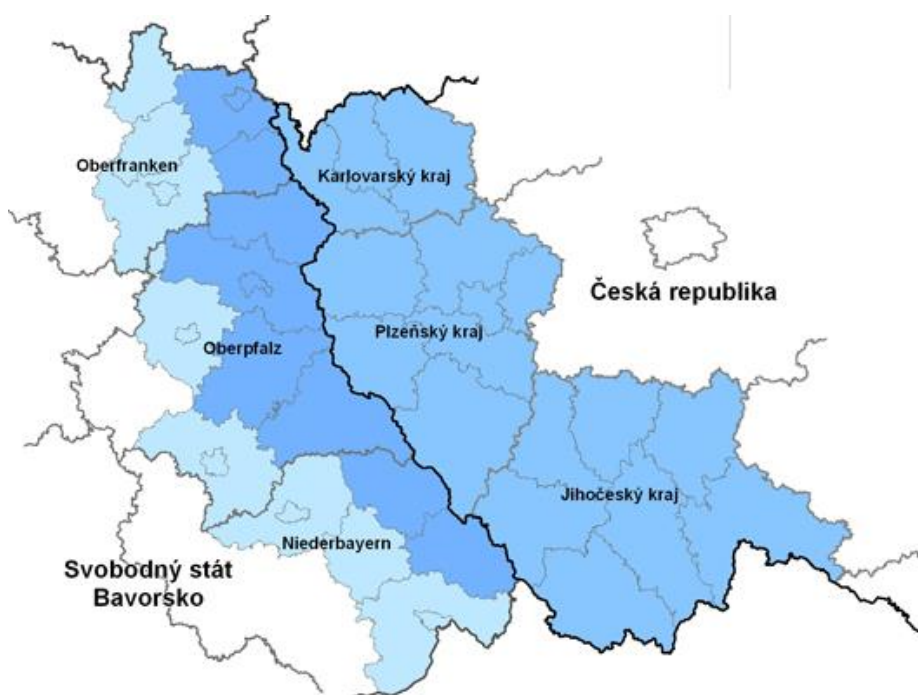 Oberfranken
Karlovarský kraj
Česká republika
Plzeňský kraj
Oberpfalz
Jihočeský kraj
Niederbayern
Svobodný stát
Bavorsko